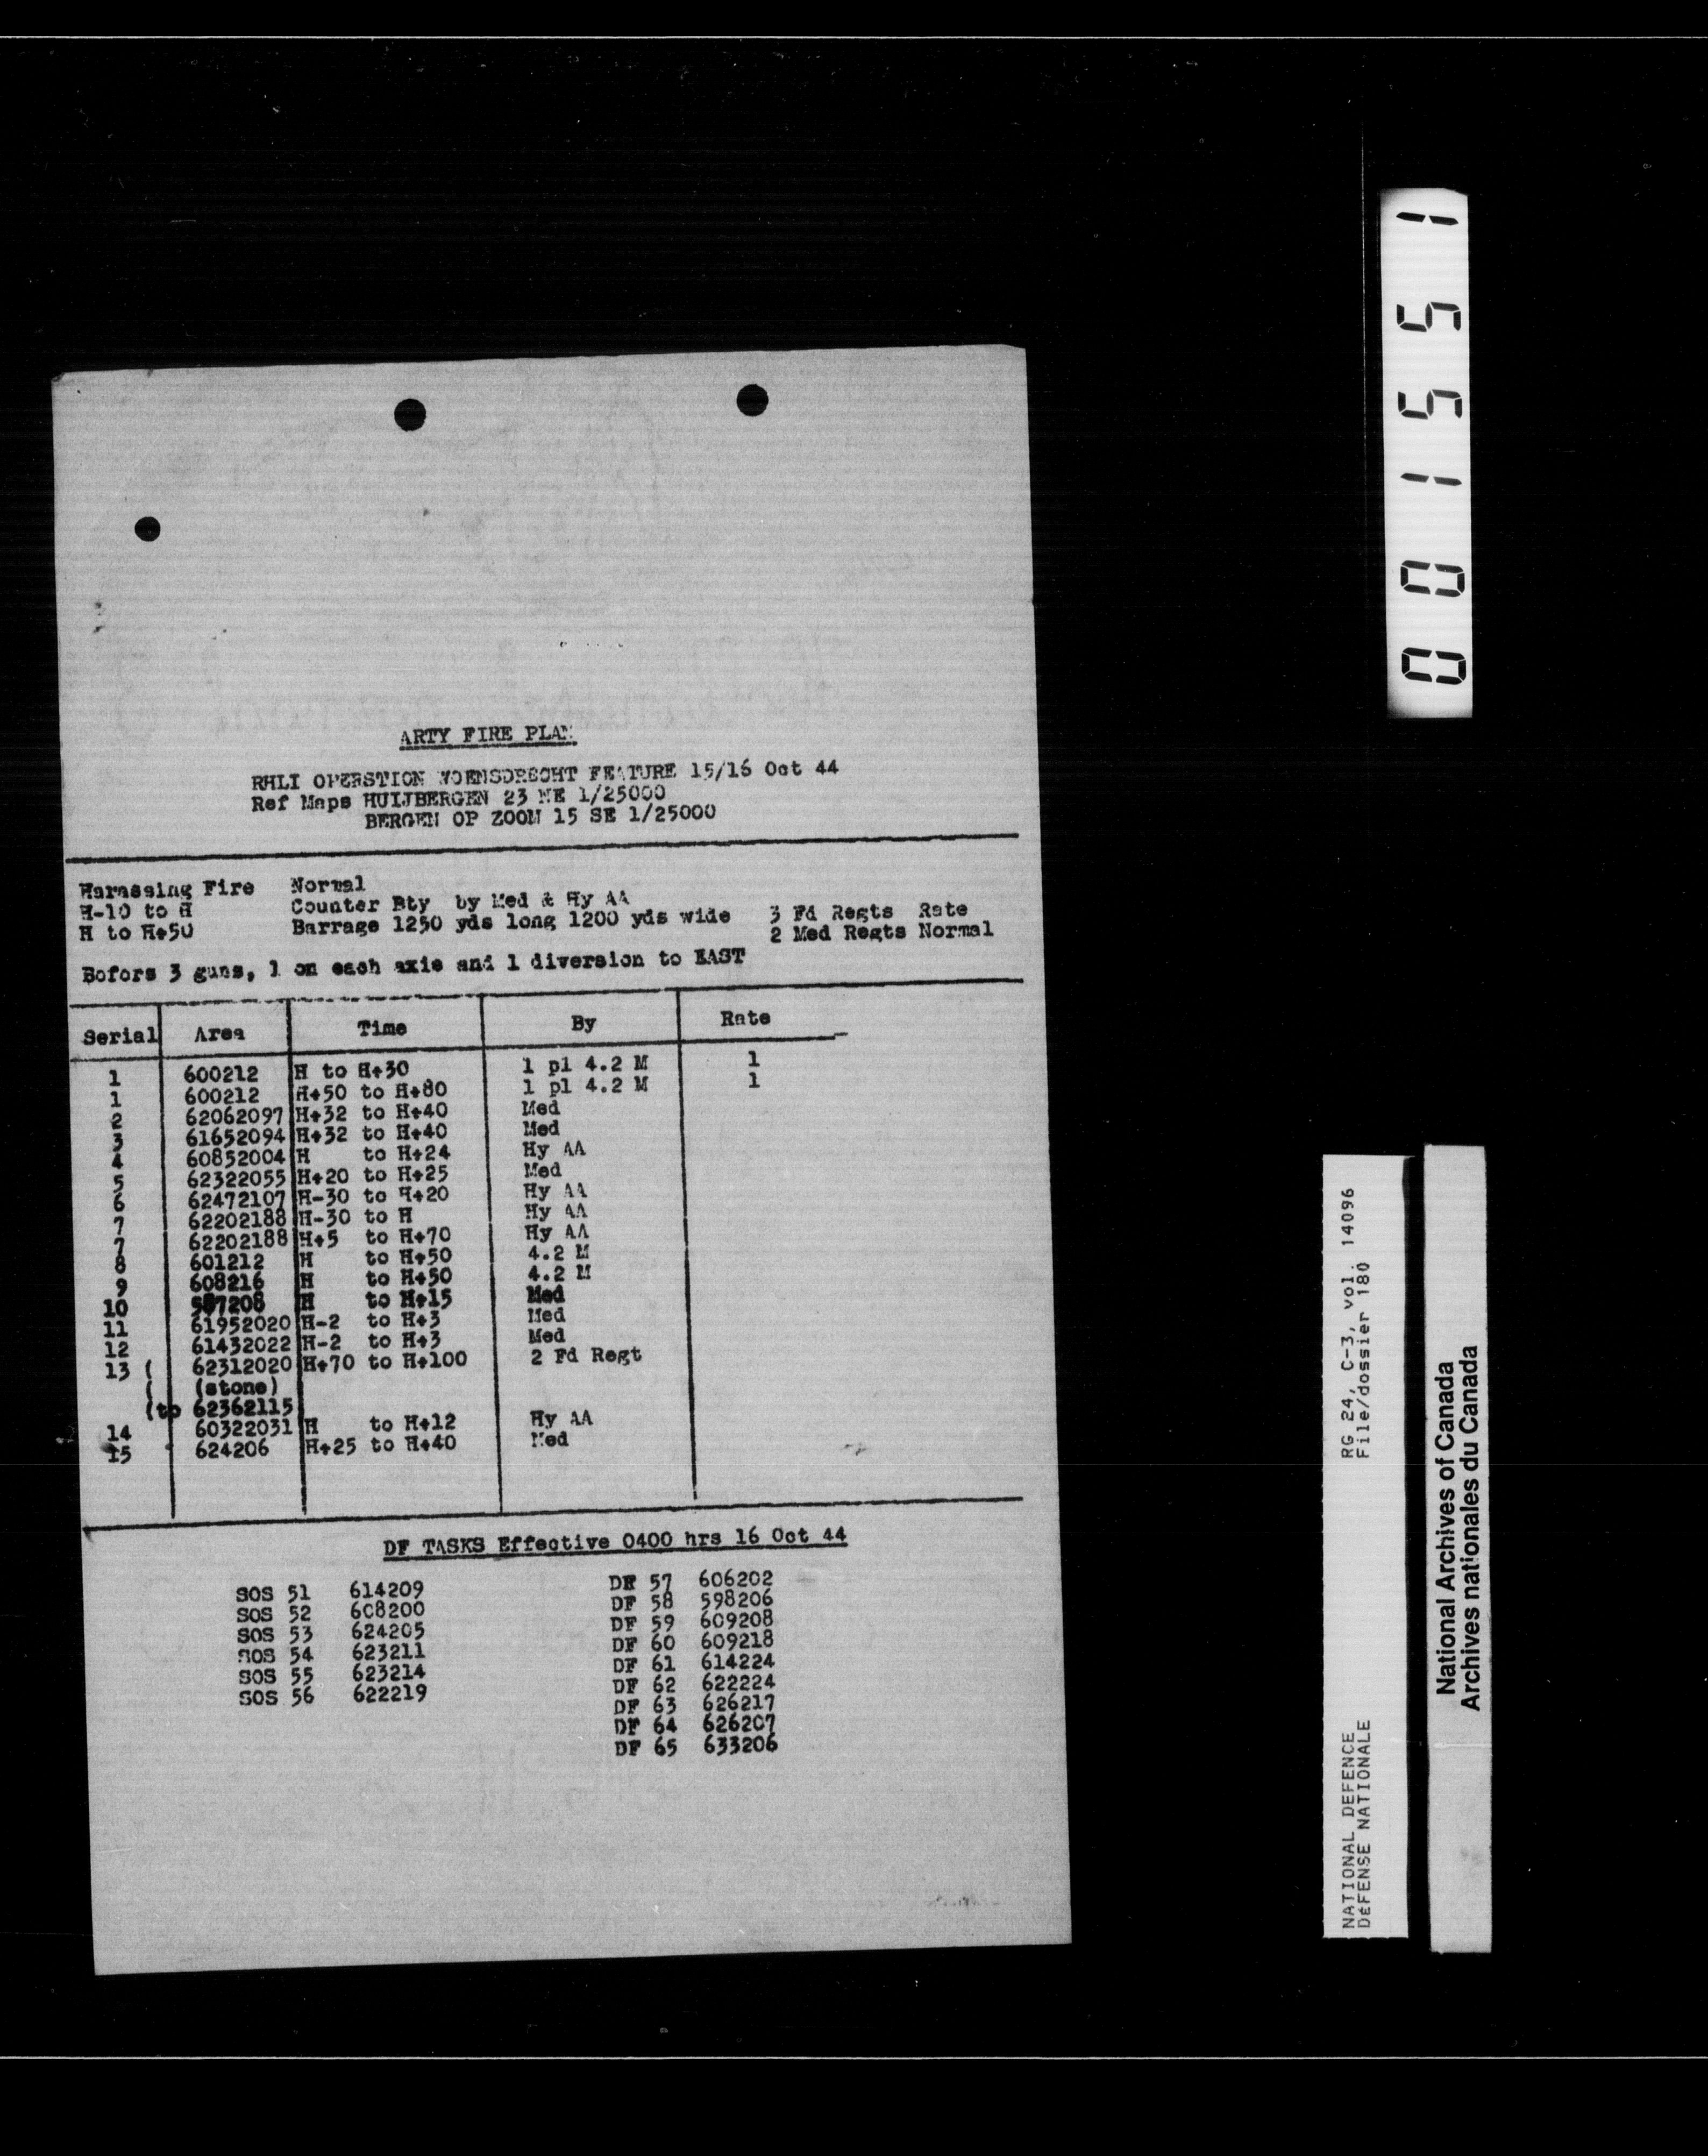 ARTY FIRE PLAN
RHLI OPERSTION WOENSDRECHT FEATURE 15/16 Oct 44
Ref Maps HUIJBERGEN 23 NE 1/25000
BERGEN OP ZOOM 15 SE 1/25000
Harassing Fire Normal
H-10 to H Counter Bty by Med & Hy AA
H to H+50 Barrage 1250 yds long 1200 yds wide 3 Fd Regts Rate
2 Med Regts Normal
Bofors 3 guns, 1 on each axie and 1 diversion to EAST
Serial Area Time By Rate
1 600212 H to H+30 1 pl 4.2 M 1
1 600212 H+50 to H+80 1 pl 4.2 M 1
2 62062097 H+32 to H+40 Med
3 61652094 H+32 to H+40 Med
4 60852004 H to H+24 Hy AA
5 62322055 H+20 to H+25 Med
6 62472107 H-30 to H+20 Hy AA
7 62202188 H-30 to H Hy AA
7 62202188 H+5 to H+70 Hy AA
8 601212 H to H+50 4.2 M
9 608216 H to H+50 4.2 M
10 587208 H to H+15 Med
11 61952020 H-2 to H+3 Med
12 61432022 H-2 to H+3 Med
13 ( 62312020 H+70 to H+100 2 Fd Regt
( (stone)
(to 62362115
14 60322031 H to H+12 Hy AA
15 624206 H+25 to H+40 Med
DF TASKS Effective 0400 hrs 16 Oct 44
SOS 51 614209
SOS 52 608200
SOS 53 624205
SOS 54 623211
SOS 55 623214
SOS 56 622219
DF 57 606202
DF 58 598206
DF 59 609208
DF 60 609218
DF 61 614224
DF 62 622224
DF 63 626217
DF 64 626207
DF 65 633206
001551
NATIONAL DEFENCE RG 24, C-3, vol. 14096
DéFENSE NATIONALE File/dossier 180
National Archives of Canada
Archives nationales du Canada